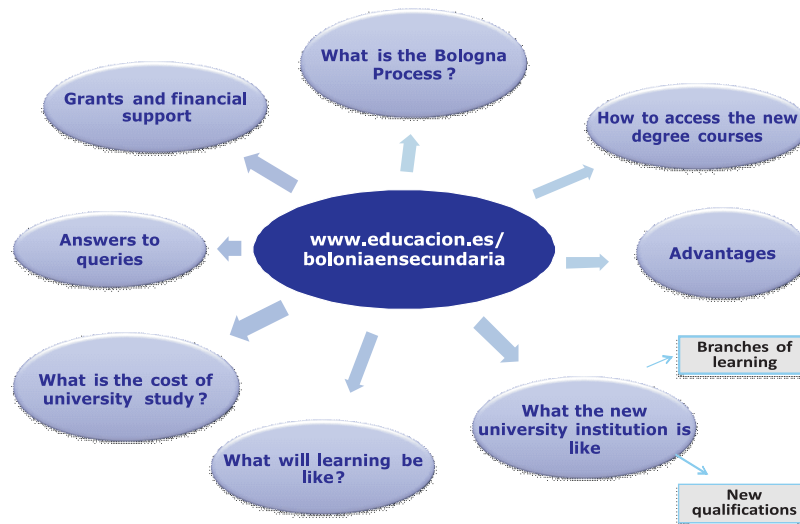 What is the Bologna
Process?
Grants and financial
support
How to access the new
degree courses
www.educacion.es/
boloniaensecundaria
Answers to
queries
Advantages
Branches of
learning
What is the cost of
university study?
What the new
university institution is
like
What will learning be
like?
New
qualifications